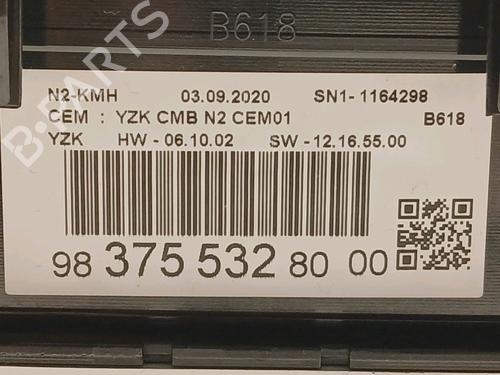 B618
N2-KMH 03.09.2020 SN1- 1164298
CEM : YZK CMB N2 CEM01 B618
YZK HW - 06.10.02 SW - 12.16.55.00
98 375 532 80 00
B-PARTS